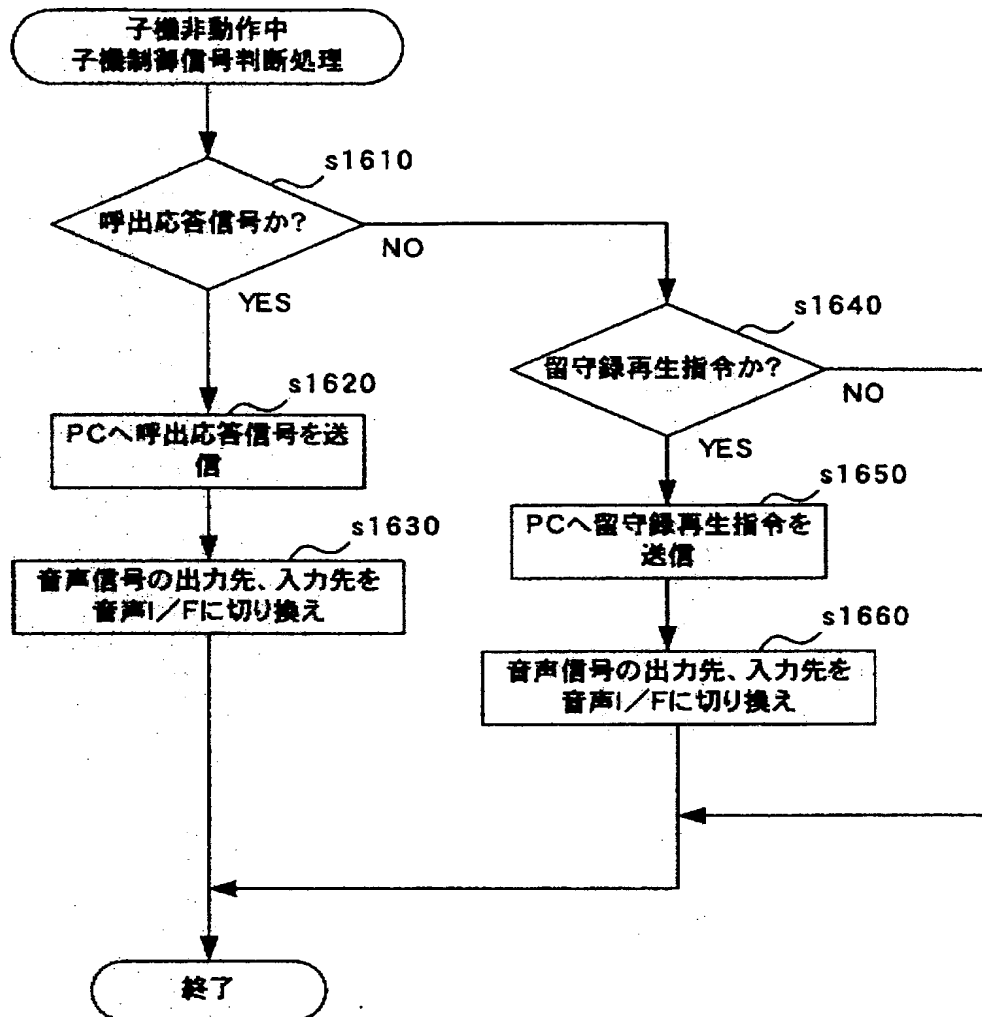 子機非動作中
子機制御信号判断処理
s1610
呼出応答信号か?
NO
YES
s1620
PCへ呼出応答信号を送
信
s1630
音声信号の出力先、入力先を
音声I/Fに切り換え
s1640
留守録再生指令か?
NO
YES
s1650
PCへ留守録再生指令を
送信
s1660
音声信号の出力先、入力先を
音声I/Fに切り換え
終了